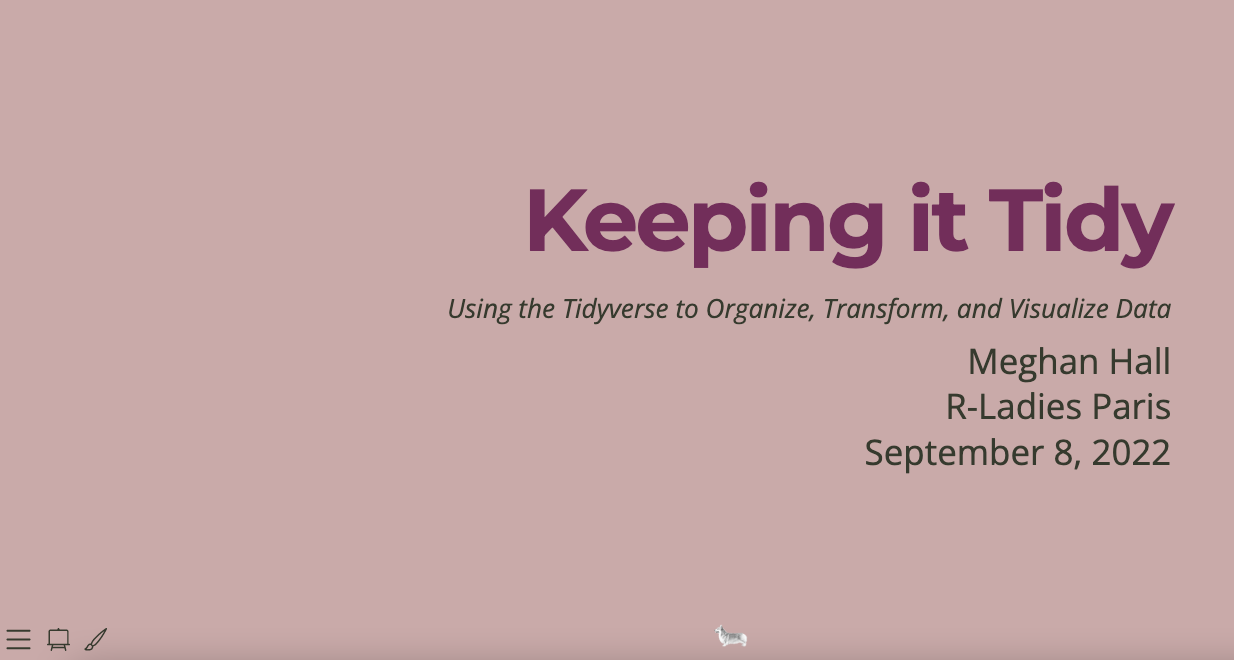 Keeping it Tidy
Using the Tidyverse to Organize, Transform, and Visualize Data
Meghan Hall
R-Ladies Paris
September 8, 2022